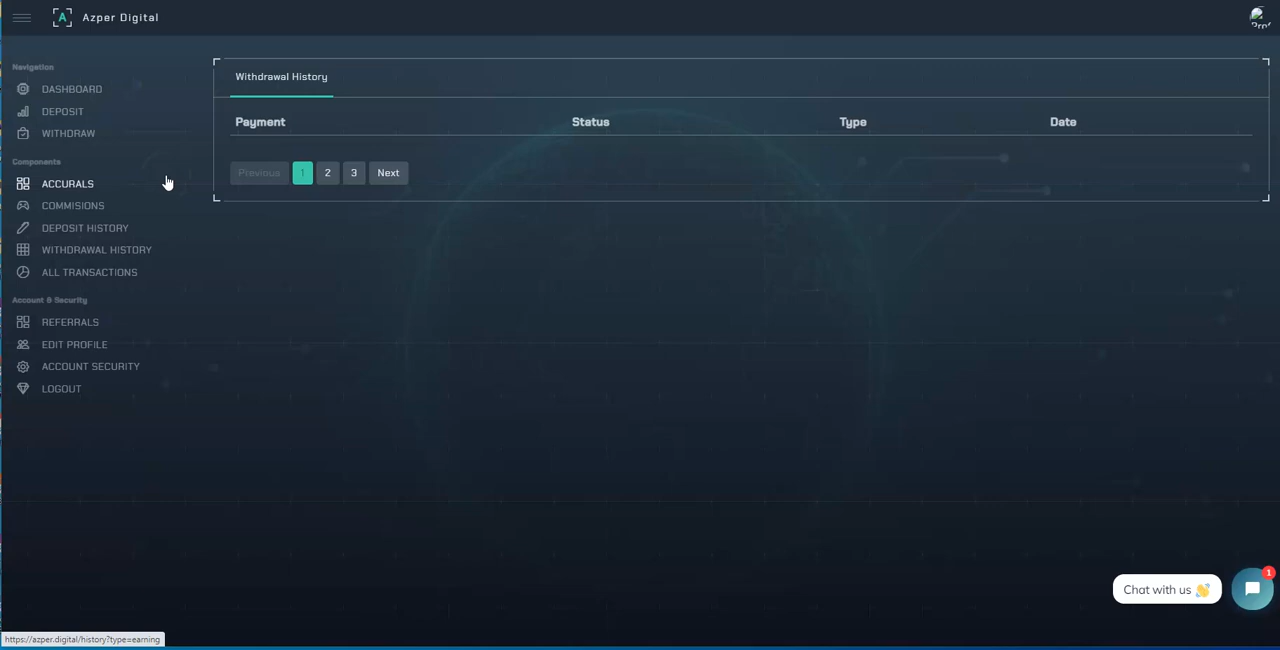 A Azper Digital
Navigation
DASHBOARD
DEPOSIT
WITHDRAW
Components
ACCURALS
COMMISIONS
DEPOSIT HISTORY
WITHDRAWAL HISTORY
ALL TRANSACTIONS
Account & Security
REFERRALS
EDIT PROFILE
ACCOUNT SECURITY
LOGOUT
Withdrawal History
Payment Status Type Date
Previous 1 2 3 Next
Chat with us 👋
1
https://azper.digital/history?type=earning